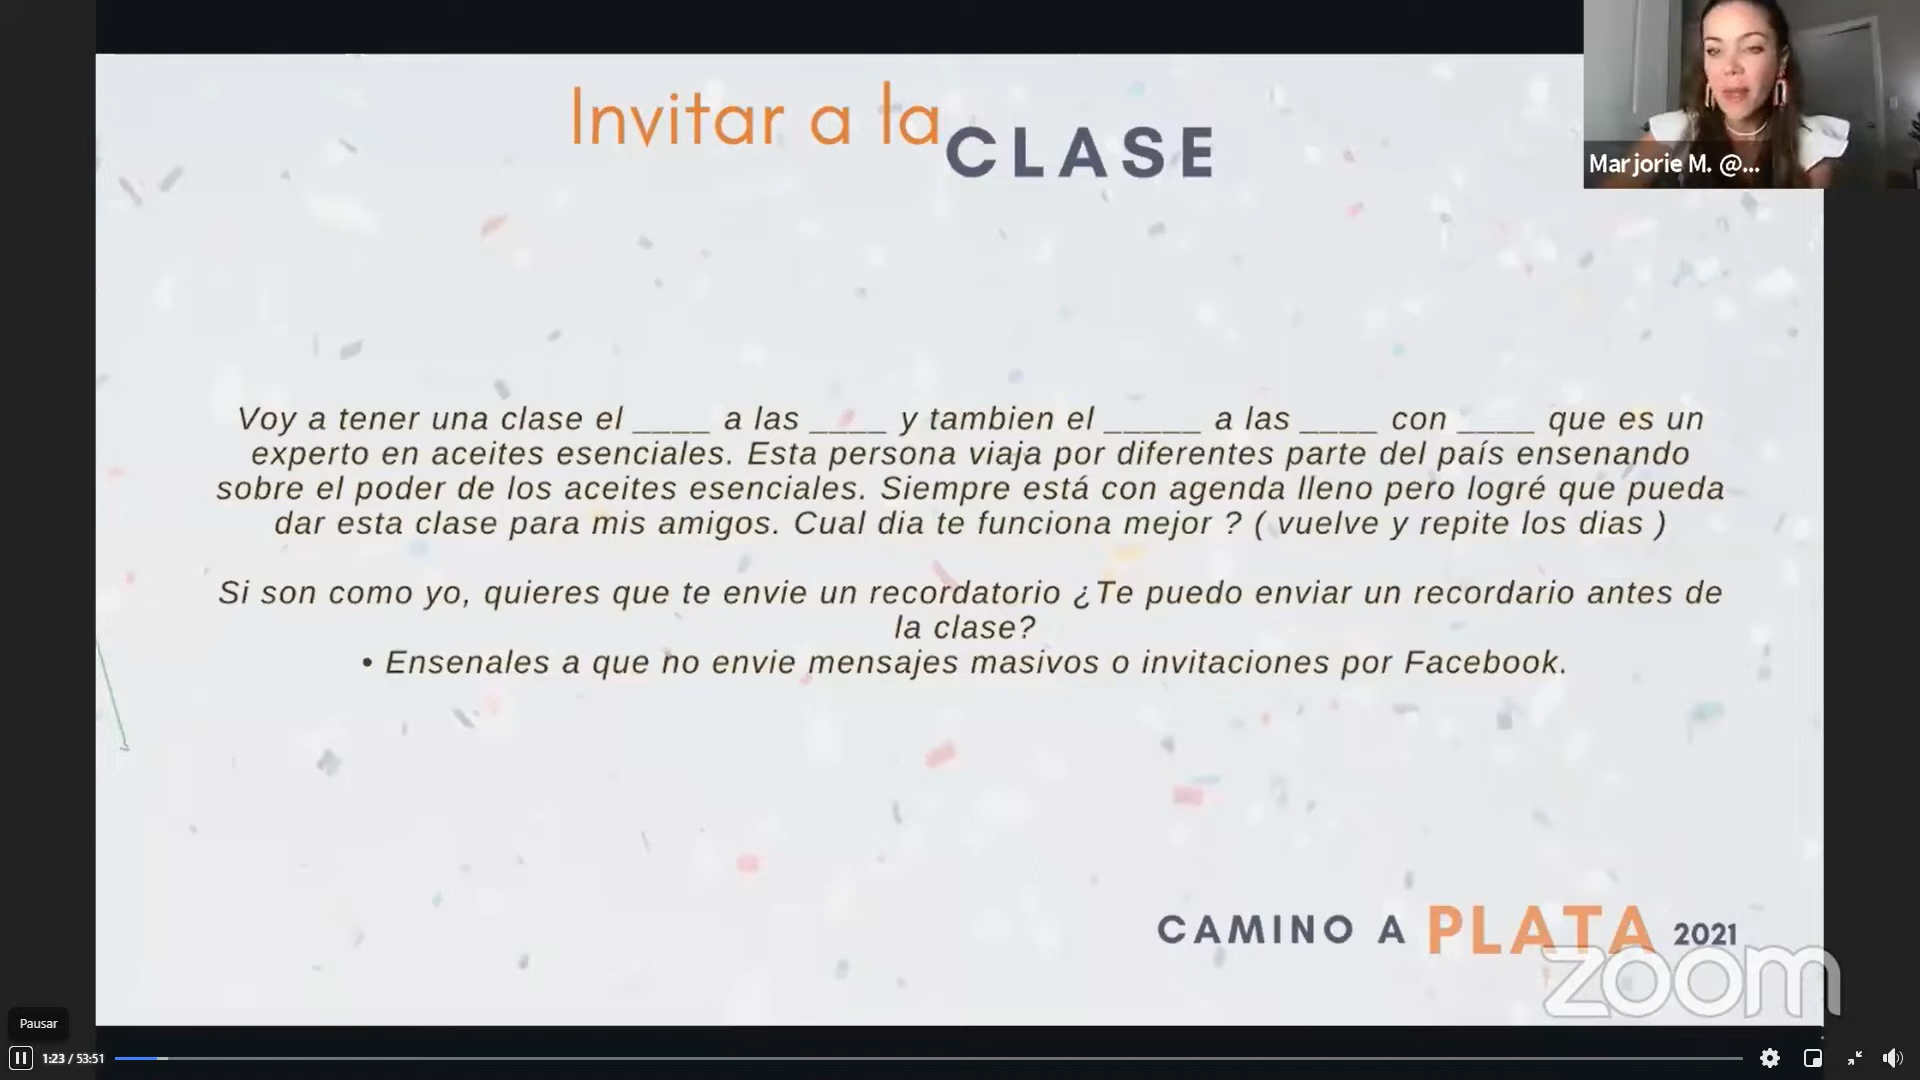 Invitar a la CLASE
Marjorie M. @...
Voy a tener una clase el ____ a las ____ y tambien el _____ a las ____ con ____ que es un
experto en aceites esenciales. Esta persona viaja por diferentes parte del país ensenando
sobre el poder de los aceites esenciales. Siempre está con agenda lleno pero logré que pueda
dar esta clase para mis amigos. Cual dia te funciona mejor ? ( vuelve y repite los dias )
Si son como yo, quieres que te envie un recordatorio ¿Te puedo enviar un recordario antes de
la clase?
• Ensenales a que no envie mensajes masivos o invitaciones por Facebook.
CAMINO A PLATA 2021
zoom
Pausar
1:23 / 53:51